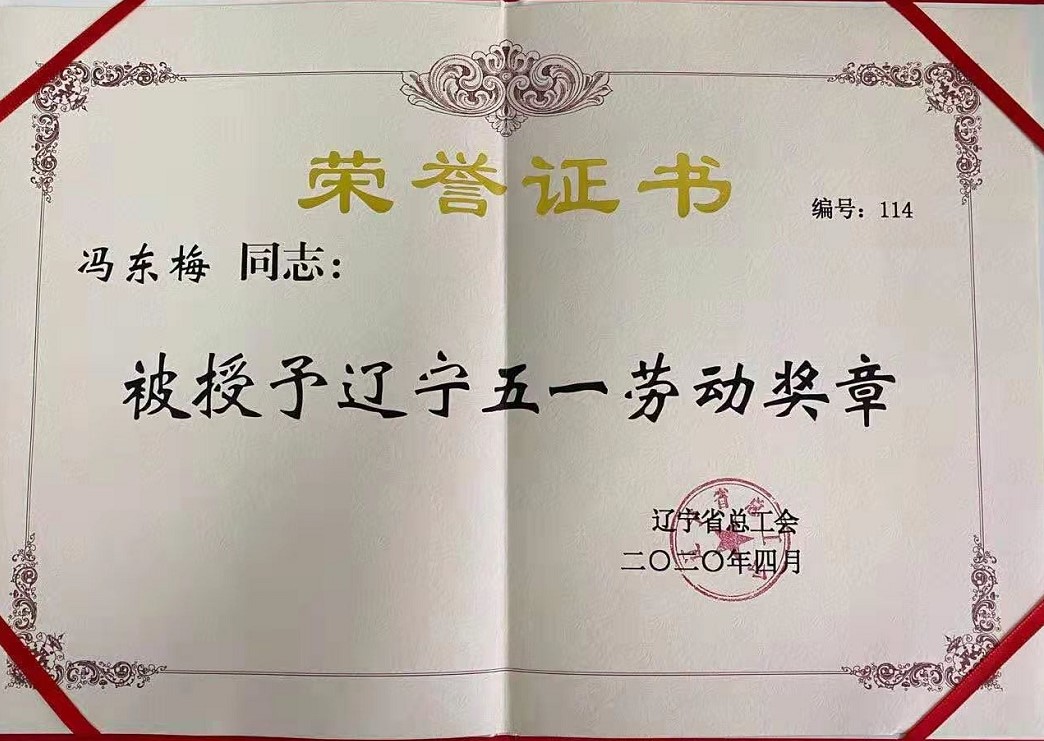 荣誉证书
编号：114
冯东梅 同志：
被授予辽宁五一劳动奖章
辽宁省总工会
二〇二〇年四月